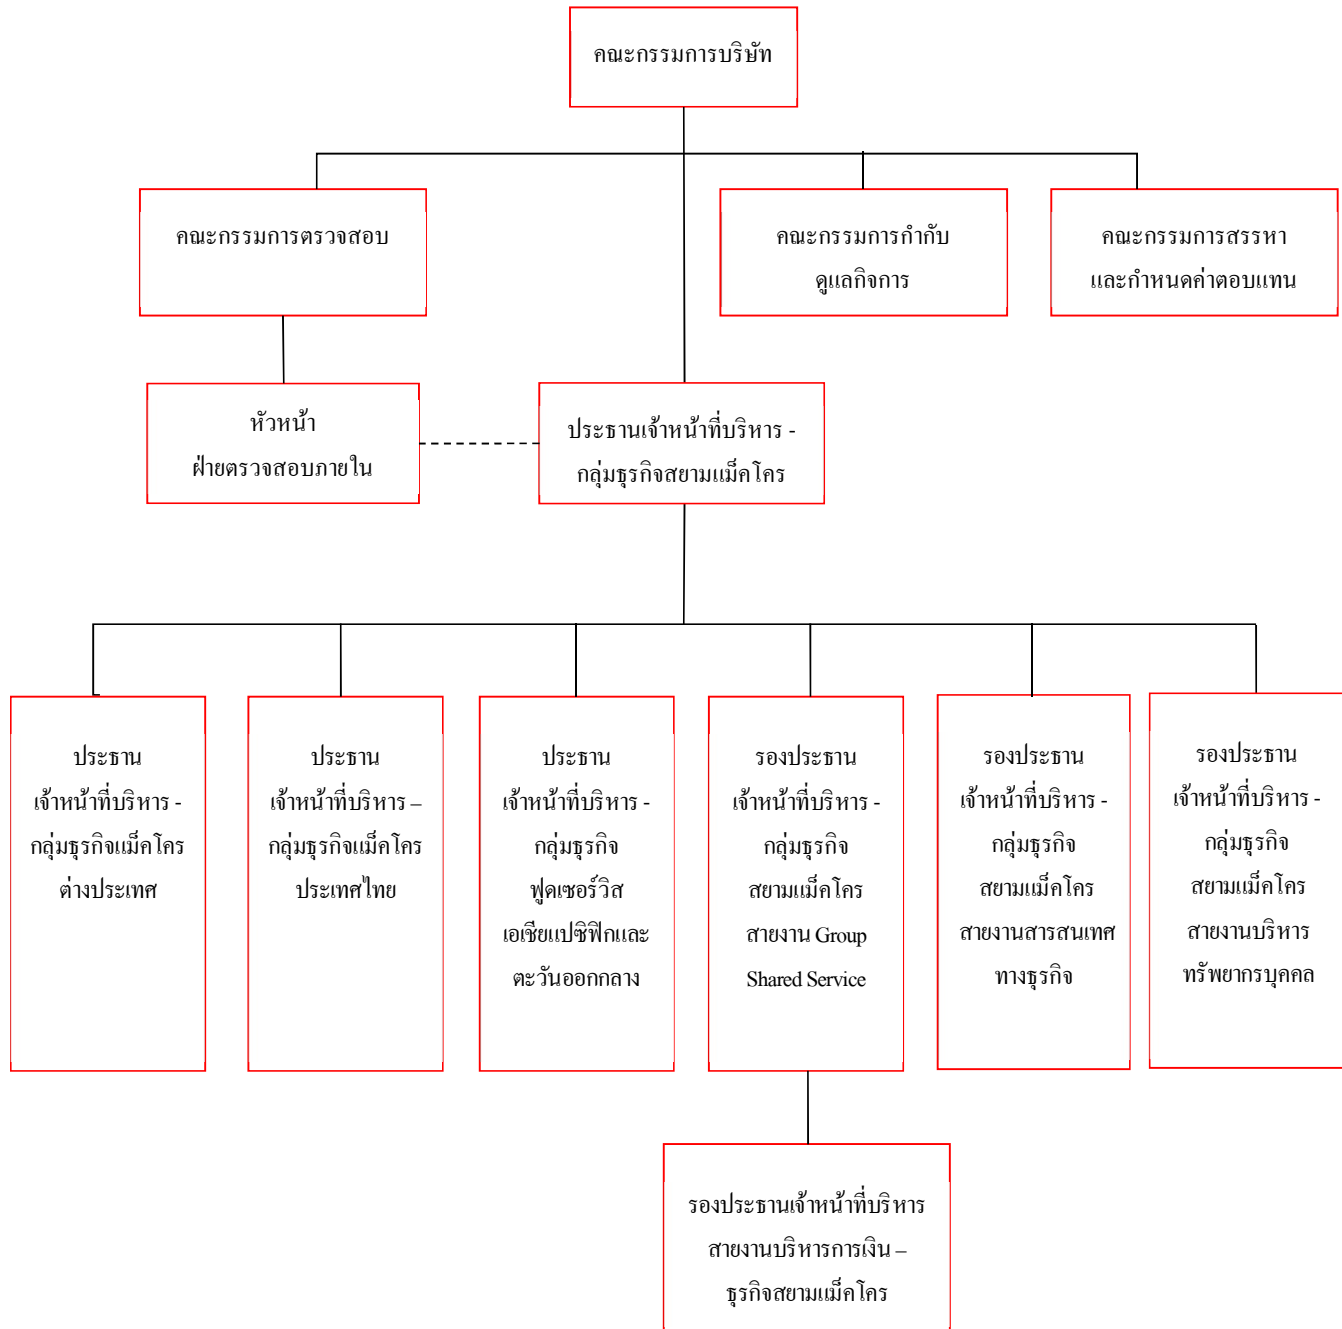 คณะกรรมการบริษัท
คณะกรรมการตรวจสอบ
คณะกรรมการกำกับ
ดูแลกิจการ
คณะกรรมการสรรหา
และกำหนดค่าตอบแทน
หัวหน้า
ฝ่ายตรวจสอบภายใน
ประธานเจ้าหน้าที่บริหาร -
กลุ่มธุรกิจสยามแม็คโคร
ประธาน
เจ้าหน้าที่บริหาร -
กลุ่มธุรกิจแม็คโคร
ต่างประเทศ
ประธาน
เจ้าหน้าที่บริหาร –
กลุ่มธุรกิจแม็คโคร
ประเทศไทย
ประธาน
เจ้าหน้าที่บริหาร -
กลุ่มธุรกิจ
ฟูดเซอร์วิส
เอเชียแปซิฟิกและ
ตะวันออกกลาง
รองประธาน
เจ้าหน้าที่บริหาร -
กลุ่มธุรกิจ
สยามแม็คโคร
สายงาน Group
Shared Service
รองประธาน
เจ้าหน้าที่บริหาร -
กลุ่มธุรกิจ
สยามแม็คโคร
สายงานสารสนเทศ
ทางธุรกิจ
รองประธาน
เจ้าหน้าที่บริหาร -
กลุ่มธุรกิจ
สยามแม็คโคร
สายงานบริหาร
ทรัพยากรบุคคล
รองประธานเจ้าหน้าที่บริหาร
สายงานบริหารการเงิน –
ธุรกิจสยามแม็คโคร